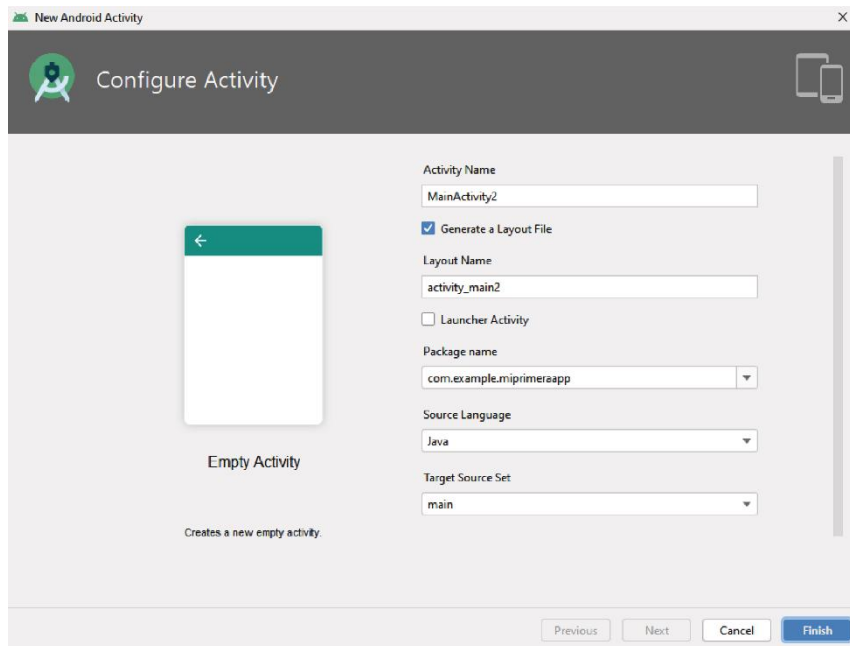 New Android Activity
Configure Activity
Activity Name
MainActivity2
Generate a Layout File
Layout Name
activity_main2
Launcher Activity
Package name
com.example.miprimeraapp
Source Language
Java
Target Source Set
main
Empty Activity
Creates a new empty activity.
Previous
Next
Cancel
Finish